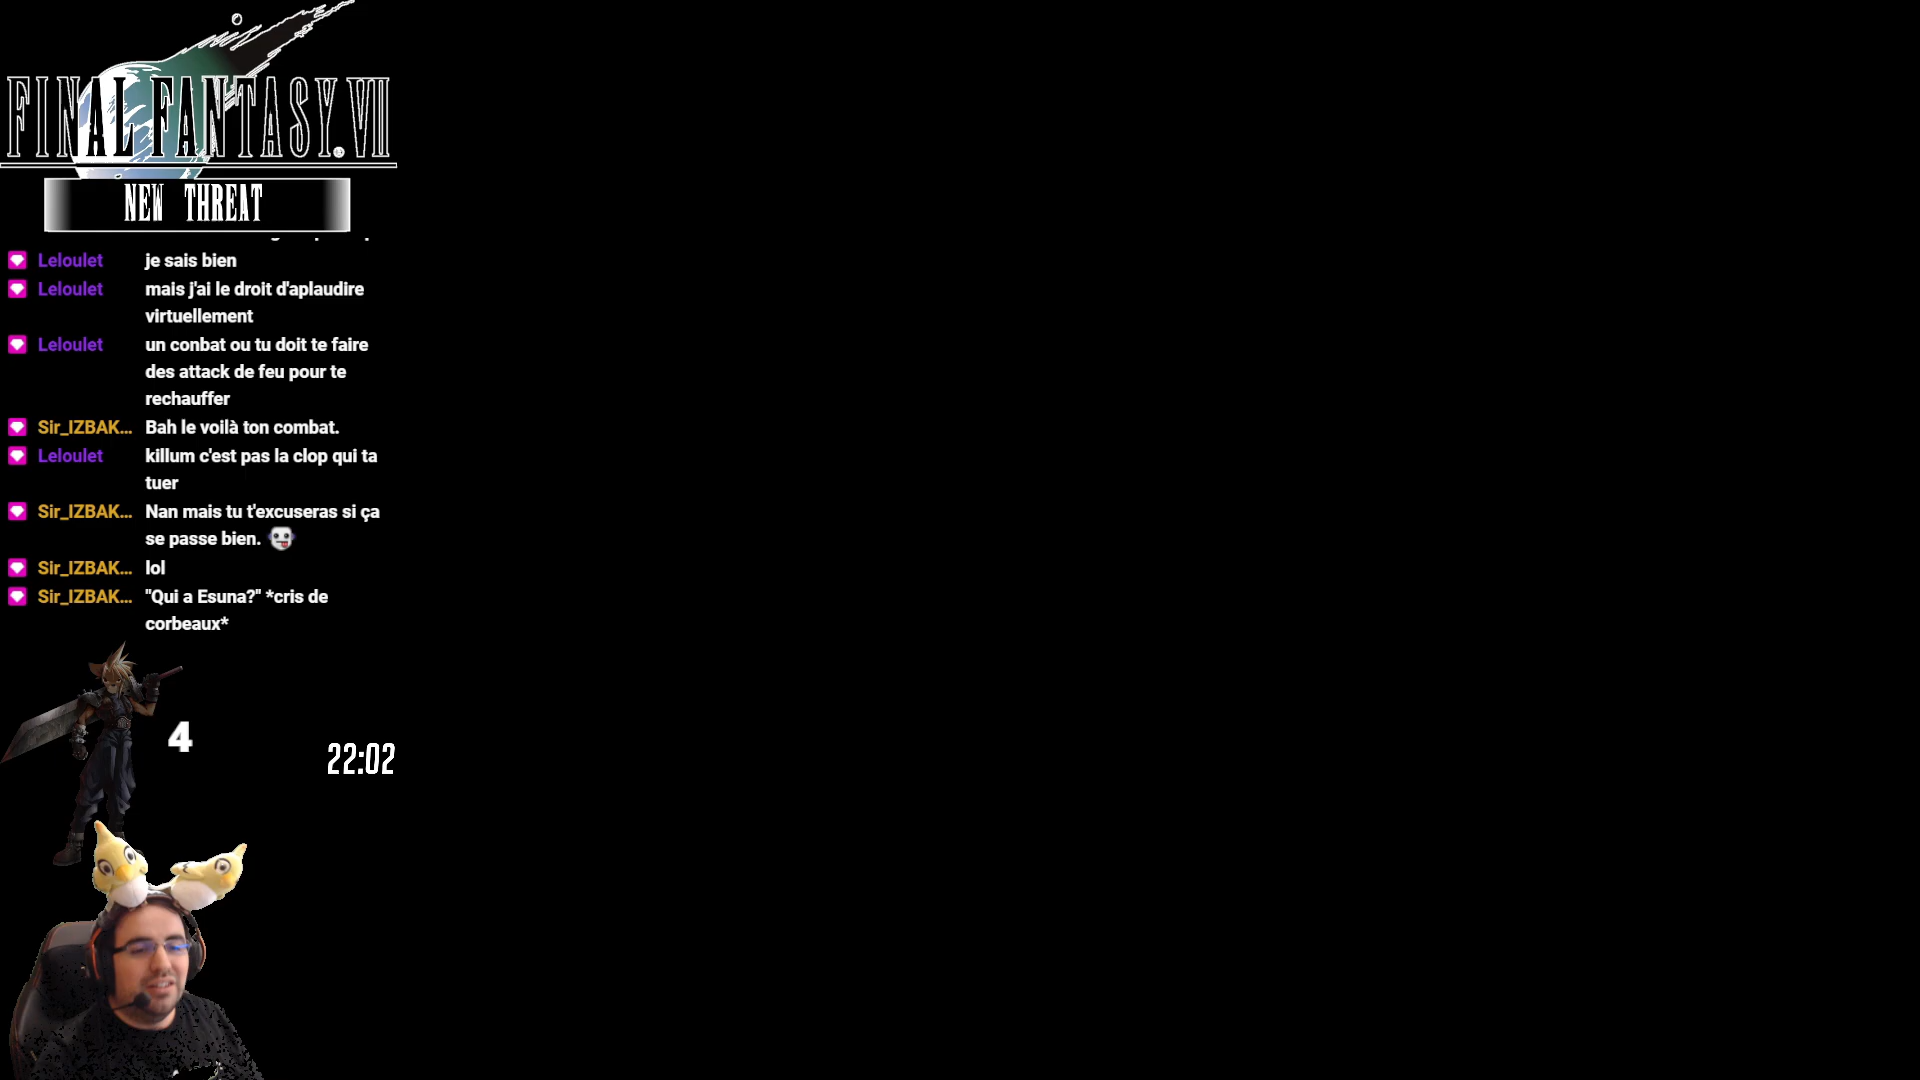 FINAL FANTASY VII
NEW THREAT
Leloulet je sais bien
Leloulet mais j'ai le droit d'aplaudire
virtuellement
Leloulet un conbat ou tu doit te faire
des attack de feu pour te
rechauffer
Sir_IZBAK... Bah le voilà ton combat.
Leloulet killum c'est pas la clop qui ta
tuer
Sir_IZBAK... Nan mais tu t'excuseras si ça
se passe bien.
Sir_IZBAK... lol
Sir_IZBAK... "Qui a Esuna?" *cris de
corbeaux*
4
22:02